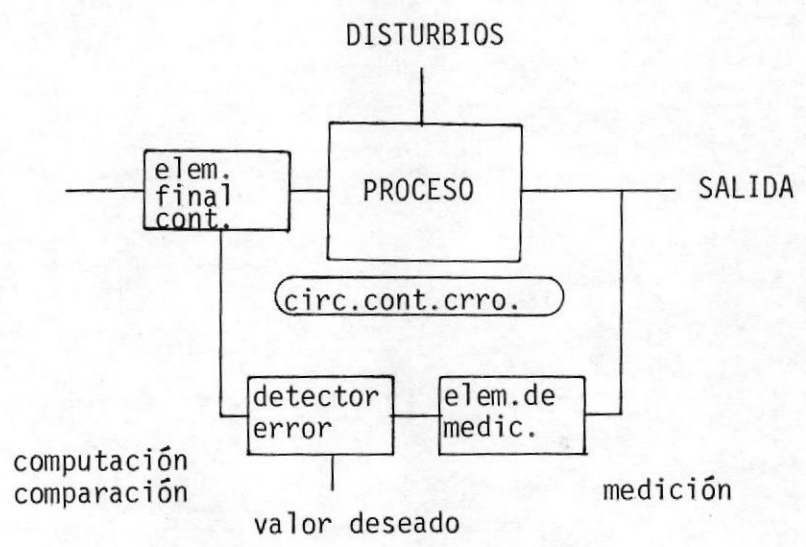 DISTURBIOS
elem.
final
cont.
PROCESO
SALIDA
circ.cont.crro.
detector
error
elem.de
medic.
computación
comparación
medición
valor deseado